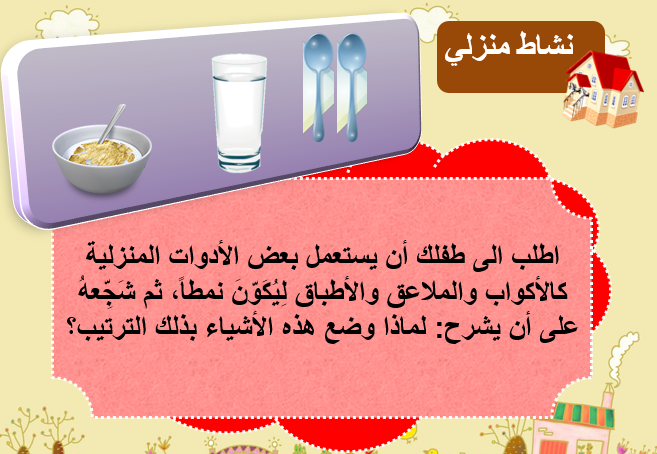 نشاط منزلي
اطلب الى طفلك أن يستعمل بعض الأدوات المنزلية
كالأكواب والملاعق والأطباق لِيُكَوّنَ نمطاً، ثم شَجِّعهُ
على أن يشرح: لماذا وضع هذه الأشياء بذلك الترتيب؟